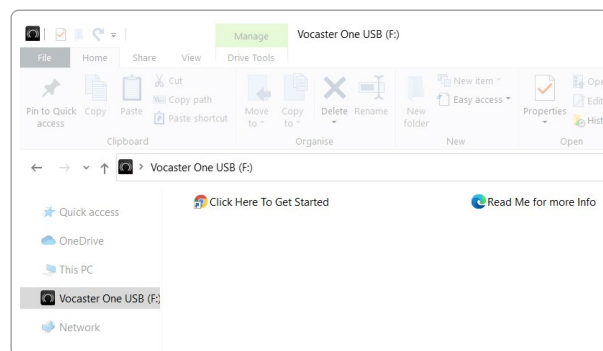 Manage
Vocaster One USB (F:)
File
Home
Share
View
Drive Tools
Pin to Quick access
Copy
Paste
Cut
Copy path
Paste shortcut
Move to
Copy to
Delete
Rename
New folder
New item
Easy access
Properties
Ope
Edit
Hist
Clipboard
Organise
New
Open
Vocaster One USB (F:)
Quick access
OneDrive
This PC
Vocaster One USB (F:)
Network
Click Here To Get Started
Read Me for more Info